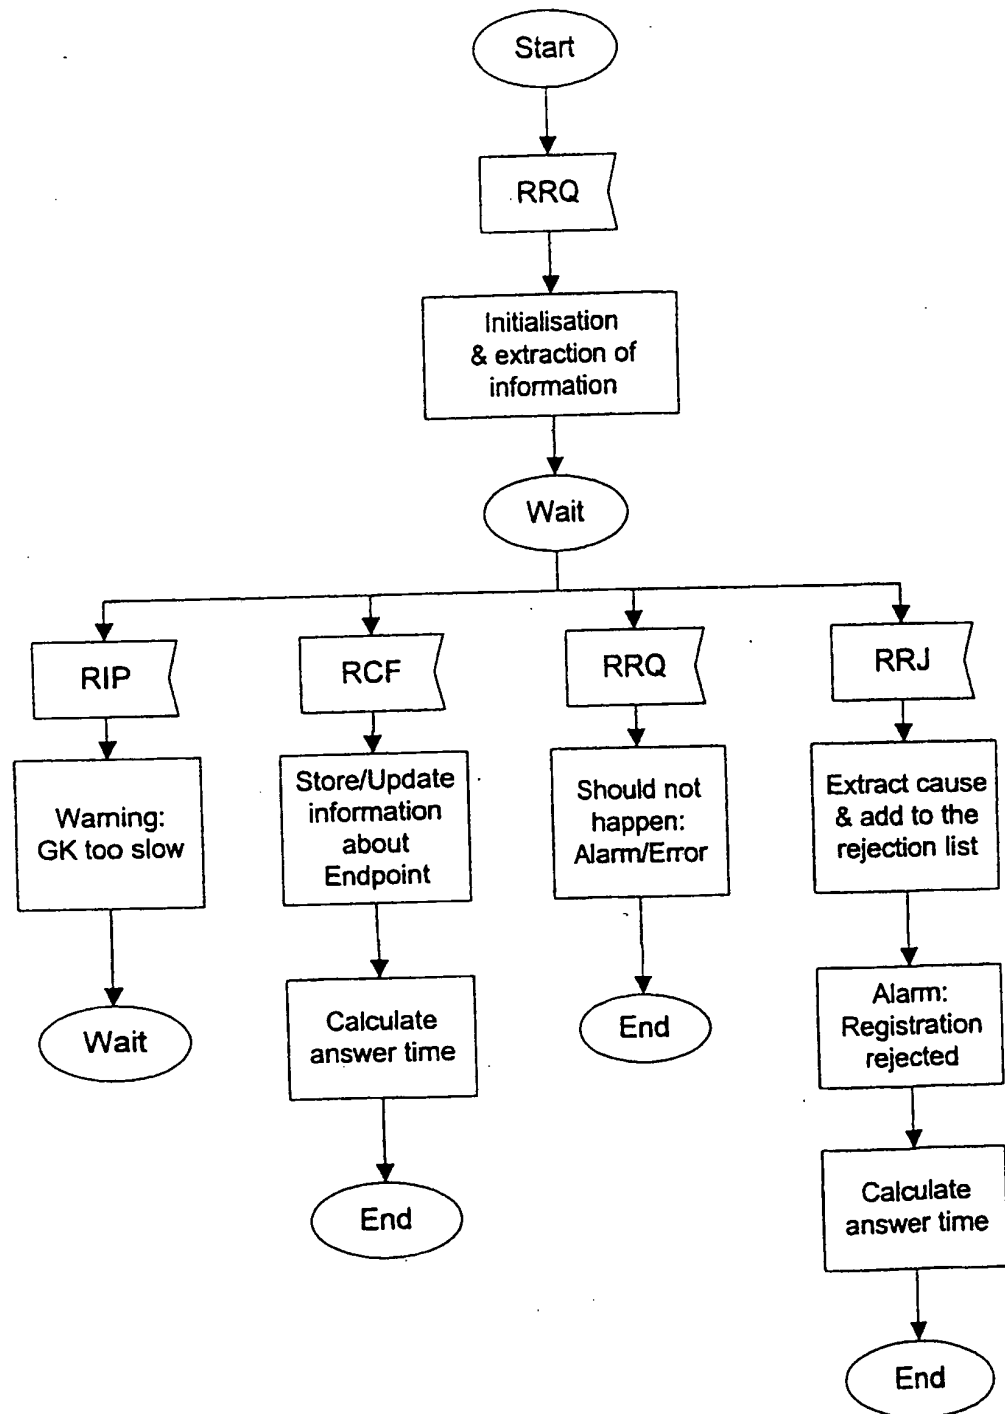 Start
RRQ
Initialisation
& extraction of
information
Wait
RIP
RCF
RRQ
RRJ
Warning:
GK too slow
Store/Update
information
about
Endpoint
Should not
happen:
Alarm/Error
Extract cause
& add to the
rejection list
Wait
Calculate
answer time
End
Alarm:
Registration
rejected
End
Calculate
answer time
End